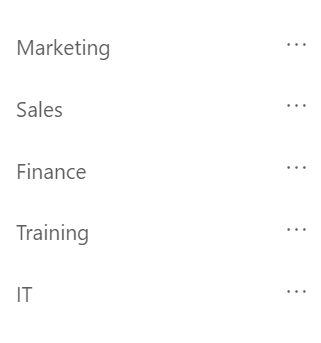 Marketing ...
Sales ...
Finance ...
Training ...
IT ...